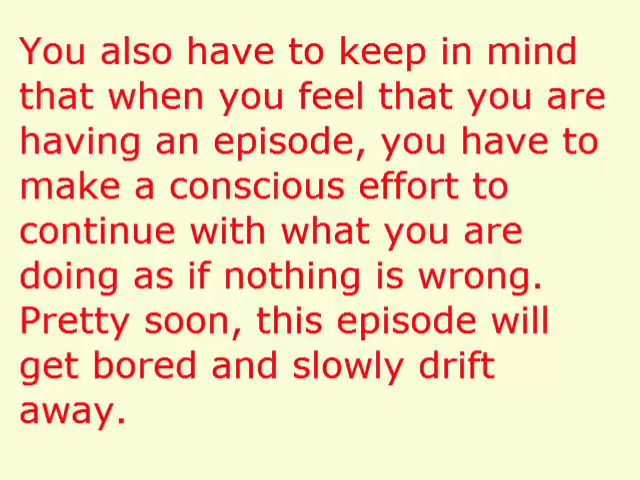 You also have to keep in mind
that when you feel that you are
having an episode, you have to
make a conscious effort to
continue with what you are
doing as if nothing is wrong.
Pretty soon, this episode will
get bored and slowly drift
away.